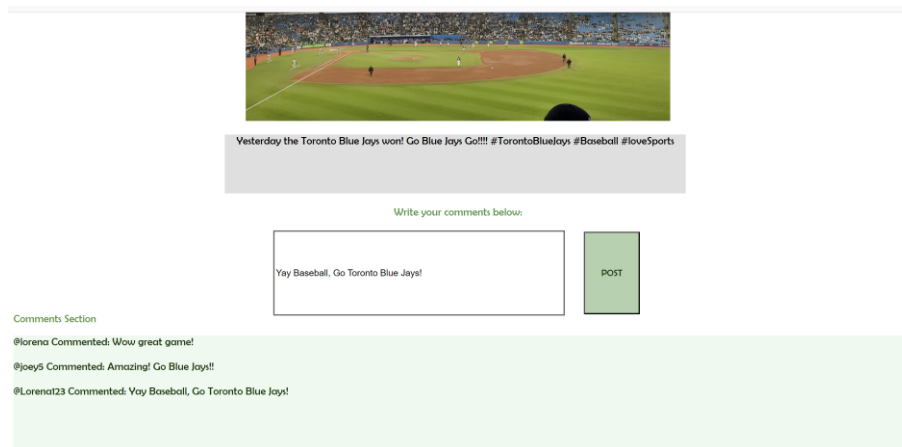 Yesterday the Toronto Blue Jays won! Go Blue Jays Go!!!! #TorontoBlueJays #Baseball #loveSports
Write your comments below:
Yay Baseball, Go Toronto Blue Jays!
POST
Comments Section
@lorena Commented: Wow great game!
@joey5 Commented: Amazing! Go Blue Jays!!
@Lorena123 Commented: Yay Baseball, Go Toronto Blue Jays!